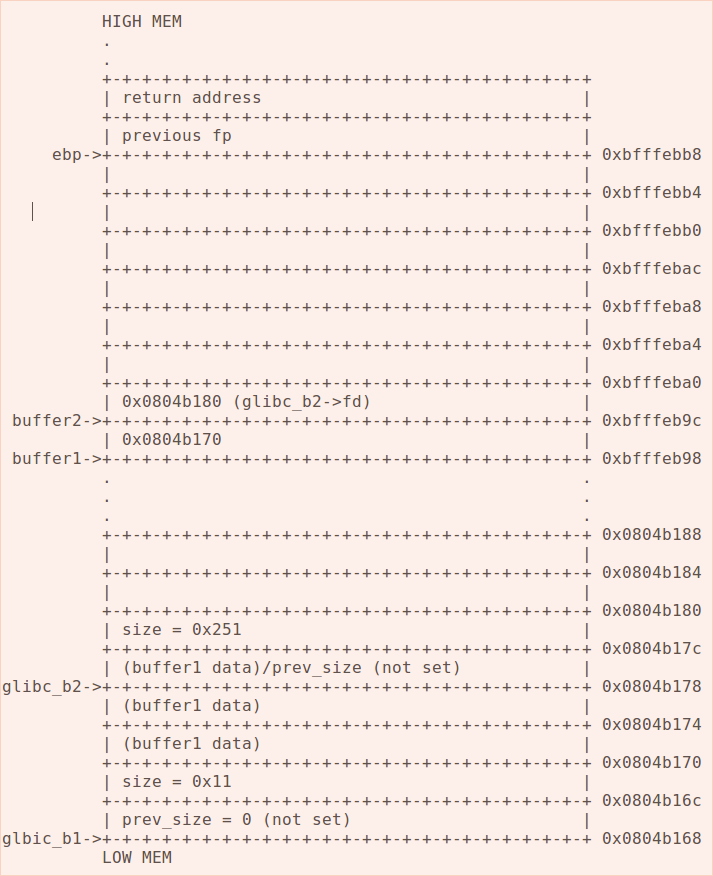 HIGH MEM
.
.
+-+-+-+-+-+-+-+-+-+-+-+-+-+-+-+-+-+-+-+-+-+-+-+-+
| return address |
+-+-+-+-+-+-+-+-+-+-+-+-+-+-+-+-+-+-+-+-+-+-+-+-+
| previous fp |
ebp->+-+-+-+-+-+-+-+-+-+-+-+-+-+-+-+-+-+-+-+-+-+-+-+-+ 0xbfffebb8
| |
+-+-+-+-+-+-+-+-+-+-+-+-+-+-+-+-+-+-+-+-+-+-+-+-+ 0xbfffebb4
| |
+-+-+-+-+-+-+-+-+-+-+-+-+-+-+-+-+-+-+-+-+-+-+-+-+ 0xbfffebb0
| |
+-+-+-+-+-+-+-+-+-+-+-+-+-+-+-+-+-+-+-+-+-+-+-+-+ 0xbfffebac
| |
+-+-+-+-+-+-+-+-+-+-+-+-+-+-+-+-+-+-+-+-+-+-+-+-+ 0xbfffeba8
| |
+-+-+-+-+-+-+-+-+-+-+-+-+-+-+-+-+-+-+-+-+-+-+-+-+ 0xbfffeba4
| |
+-+-+-+-+-+-+-+-+-+-+-+-+-+-+-+-+-+-+-+-+-+-+-+-+ 0xbfffeba0
| 0x0804b180 (glibc_b2->fd) |
buffer2->+-+-+-+-+-+-+-+-+-+-+-+-+-+-+-+-+-+-+-+-+-+-+-+-+ 0xbfffeb9c
| 0x0804b170 |
buffer1->+-+-+-+-+-+-+-+-+-+-+-+-+-+-+-+-+-+-+-+-+-+-+-+-+ 0xbfffeb98
. .
. .
. .
+-+-+-+-+-+-+-+-+-+-+-+-+-+-+-+-+-+-+-+-+-+-+-+-+ 0x0804b188
| |
+-+-+-+-+-+-+-+-+-+-+-+-+-+-+-+-+-+-+-+-+-+-+-+-+ 0x0804b184
| |
+-+-+-+-+-+-+-+-+-+-+-+-+-+-+-+-+-+-+-+-+-+-+-+-+ 0x0804b180
| size = 0x251 |
+-+-+-+-+-+-+-+-+-+-+-+-+-+-+-+-+-+-+-+-+-+-+-+-+ 0x0804b17c
| (buffer1 data)/prev_size (not set) |
glibc_b2->+-+-+-+-+-+-+-+-+-+-+-+-+-+-+-+-+-+-+-+-+-+-+-+-+ 0x0804b178
| (buffer1 data) |
+-+-+-+-+-+-+-+-+-+-+-+-+-+-+-+-+-+-+-+-+-+-+-+-+ 0x0804b174
| (buffer1 data) |
+-+-+-+-+-+-+-+-+-+-+-+-+-+-+-+-+-+-+-+-+-+-+-+-+ 0x0804b170
| size = 0x11 |
+-+-+-+-+-+-+-+-+-+-+-+-+-+-+-+-+-+-+-+-+-+-+-+-+ 0x0804b16c
| prev_size = 0 (not set) |
glbic_b1->+-+-+-+-+-+-+-+-+-+-+-+-+-+-+-+-+-+-+-+-+-+-+-+-+ 0x0804b168
LOW MEM